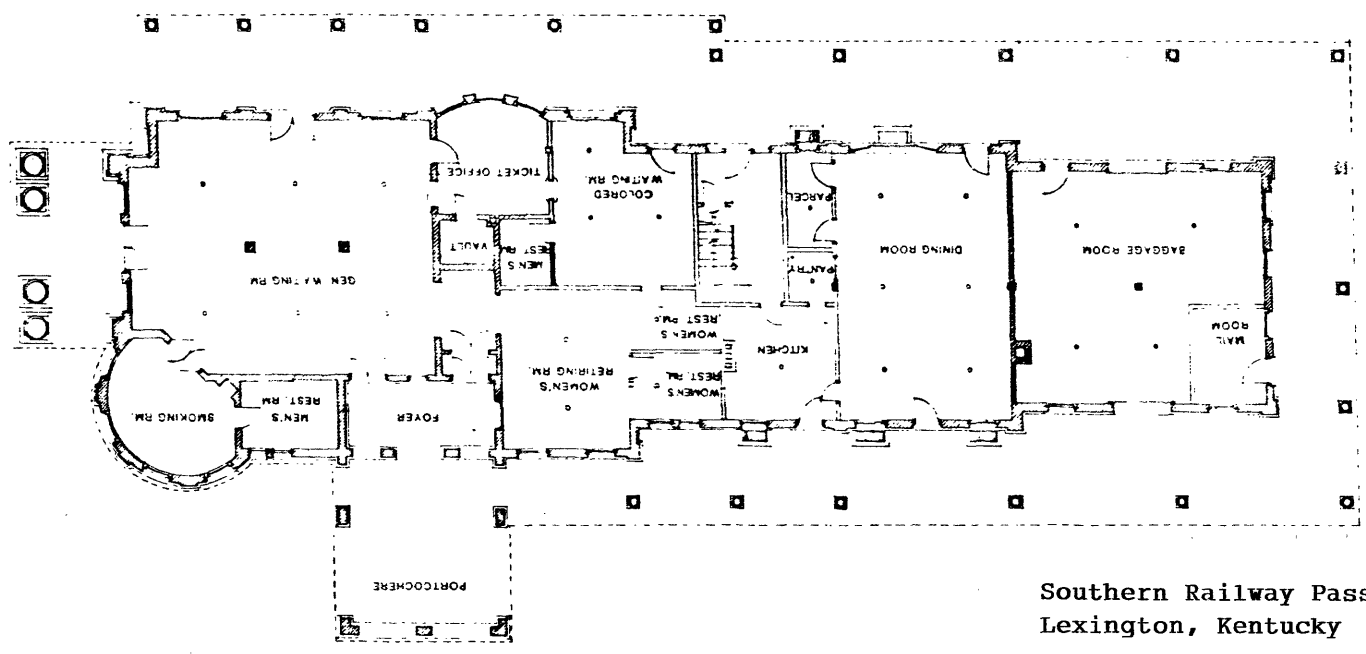 TICKET OFFICE
COLORED
WAITING RM.
PARCEL
VAULT
MEN'S
REST. RM.
DINING ROOM
BAGGAGE ROOM
PANTRY
GEN WAITING RM.
WOMEN'S
REST RM.
KITCHEN
MAIL
ROOM
WOMEN'S
RETIRING RM.
WOMEN'S
REST. RM.
SMOKING RM.
MEN'S
REST. RM.
FOYER
PORTCOCHERE
Southern Railway Pass
Lexington, Kentucky